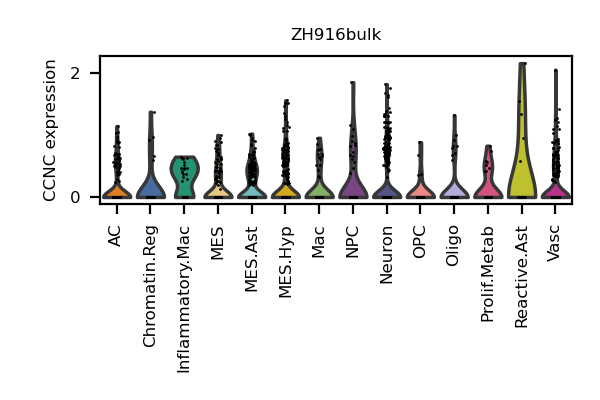 ZH916bulk
CCNC expression
2
0
AC
Chromatin.Reg
Inflammatory.Mac
MES
MES.Ast
MES.Hyp
Mac
NPC
Neuron
OPC
Oligo
Prolif.Metab
Reactive.Ast
Vasc